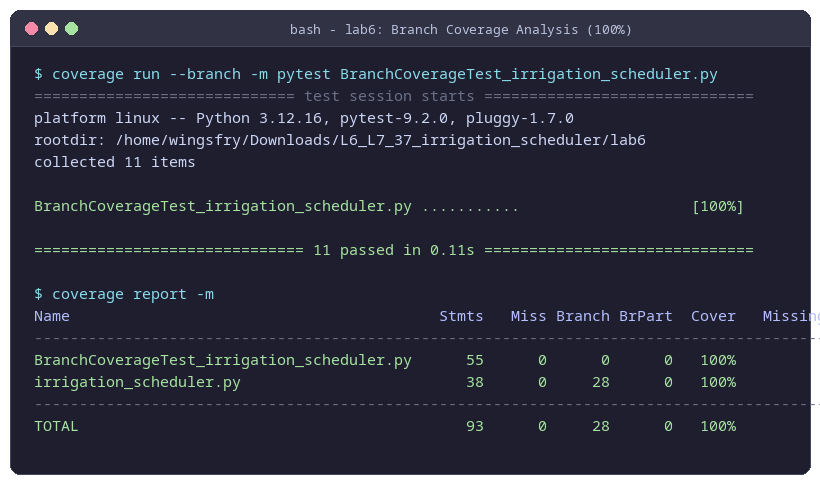 bash - lab6: Branch Coverage Analysis (100%)
$ coverage run --branch -m pytest BranchCoverageTest_irrigation_scheduler.py
============================= test session starts ==============================
platform linux -- Python 3.12.16, pytest-9.2.0, pluggy-1.7.0
rootdir: /home/wingsfry/Downloads/L6_L7_37_irrigation_scheduler/lab6
collected 11 items
BranchCoverageTest_irrigation_scheduler.py ........... [100%]
============================== 11 passed in 0.11s ==============================
$ coverage report -m
Name Stmts Miss Branch BrPart Cover Missing
---------------------------------------------------------------------------------------
BranchCoverageTest_irrigation_scheduler.py 55 0 0 0 100%
irrigation_scheduler.py 38 0 28 0 100%
---------------------------------------------------------------------------------------
TOTAL 93 0 28 0 100%